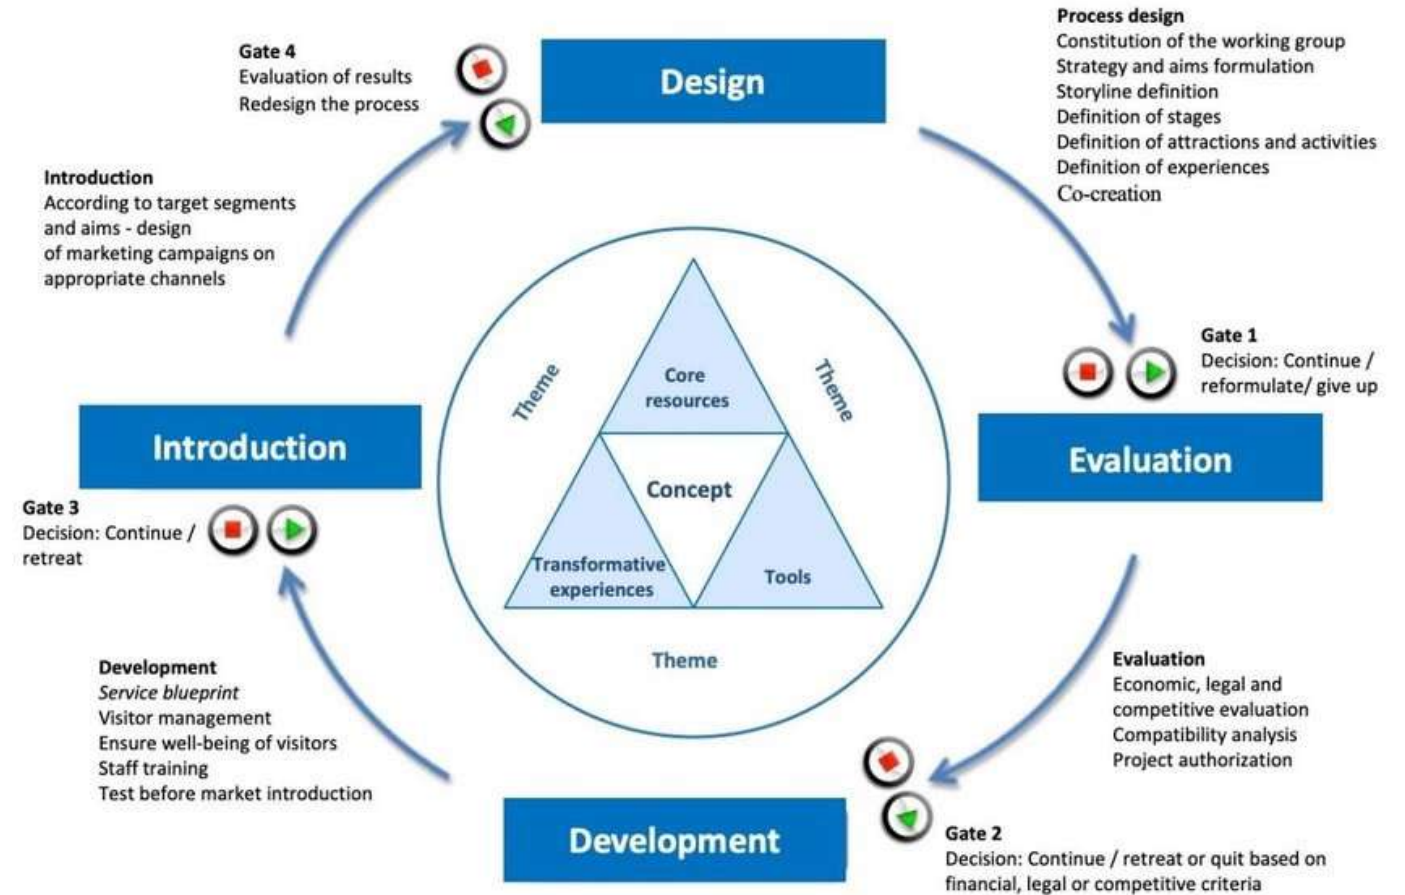 Design
Gate 4
Evaluation of results
Redesign the process
Process design
Constitution of the working group
Strategy and aims formulation
Storyline definition
Definition of stages
Definition of attractions and activities
Definition of experiences
Co-creation
Introduction
According to target segments
and aims - design
of marketing campaigns on
appropriate channels
Gate 1
Decision: Continue /
reformulate/ give up
Theme
Theme
Core
resources
Concept
Transformative
experiences
Tools
Theme
Introduction
Evaluation
Gate 3
Decision: Continue /
retreat
Development
Service blueprint
Visitor management
Ensure well-being of visitors
Staff training
Test before market introduction
Evaluation
Economic, legal and
competitive evaluation
Compatibility analysis
Project authorization
Development
Gate 2
Decision: Continue / retreat or quit based on
financial, legal or competitive criteria